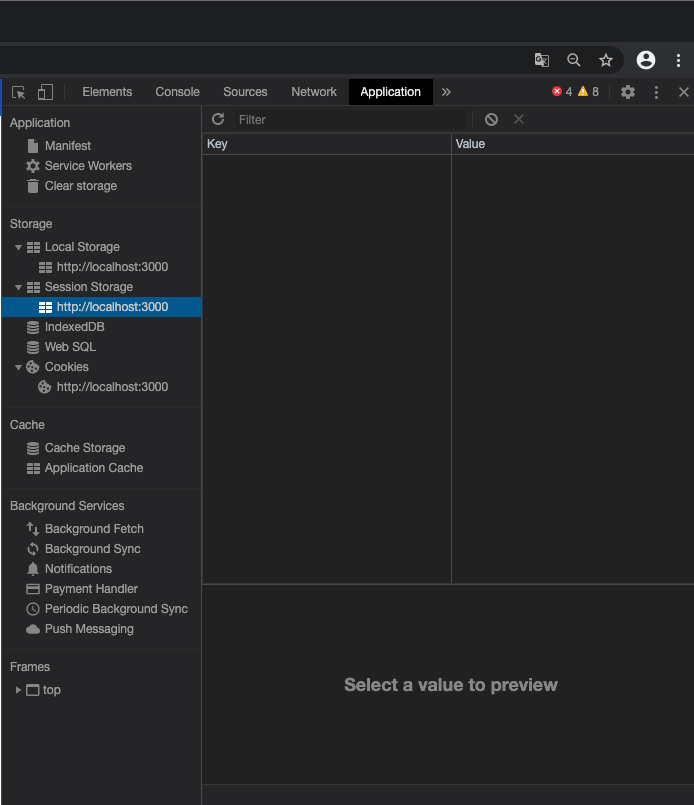 Elements Console Sources Network Application » 4 8
Application
Manifest
Service Workers
Clear storage
Storage
Local Storage
http://localhost:3000
Session Storage
http://localhost:3000
IndexedDB
Web SQL
Cookies
http://localhost:3000
Cache
Cache Storage
Application Cache
Background Services
Background Fetch
Background Sync
Notifications
Payment Handler
Periodic Background Sync
Push Messaging
Frames
top
Filter
Key Value
Select a value to preview